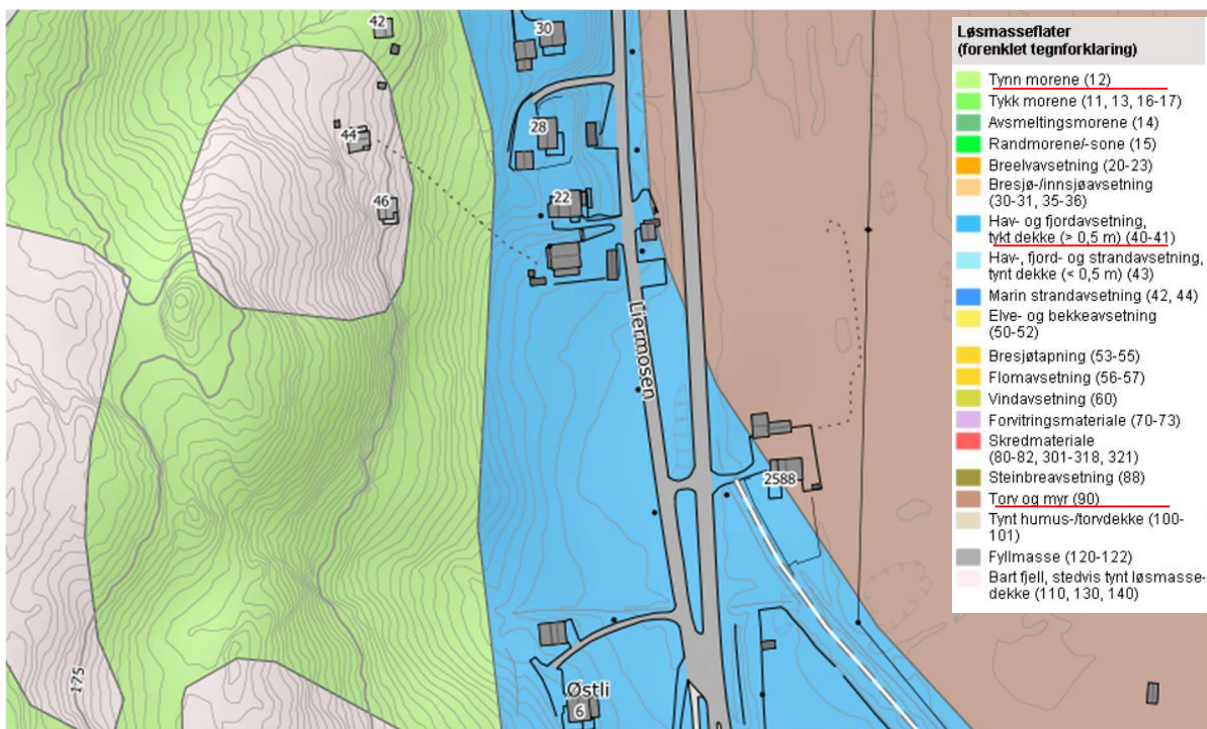 42
30
44
28
46
22
Liermosen
2588
Østli
6
175
Løsmasseflater
(forenklet tegnforklaring)
Tynn morene (12)
Tykk morene (11, 13, 16-17)
Avsmeltingsmorene (14)
Randmorene/-sone (15)
Breelvavsetning (20-23)
Bresjø-/innsjøavsetning
(30-31, 35-36)
Hav- og fjordavsetning,
tykt dekke (> 0,5 m) (40-41)
Hav-, fjord- og strandavsetning,
tynt dekke (< 0,5 m) (43)
Marin strandavsetning (42, 44)
Elve- og bekkeavsetning
(50-52)
Bresjøtapning (53-55)
Flomavsetning (56-57)
Vindavsetning (60)
Forvitringsmateriale (70-73)
Skredmateriale
(80-82, 301-318, 321)
Steinbreavsetning (88)
Torv og myr (90)
Tynt humus-/torvdekke (100-
101)
Fyllmasse (120-122)
Bart fjell, stedvis tynt løsmasse-
dekke (110, 130, 140)